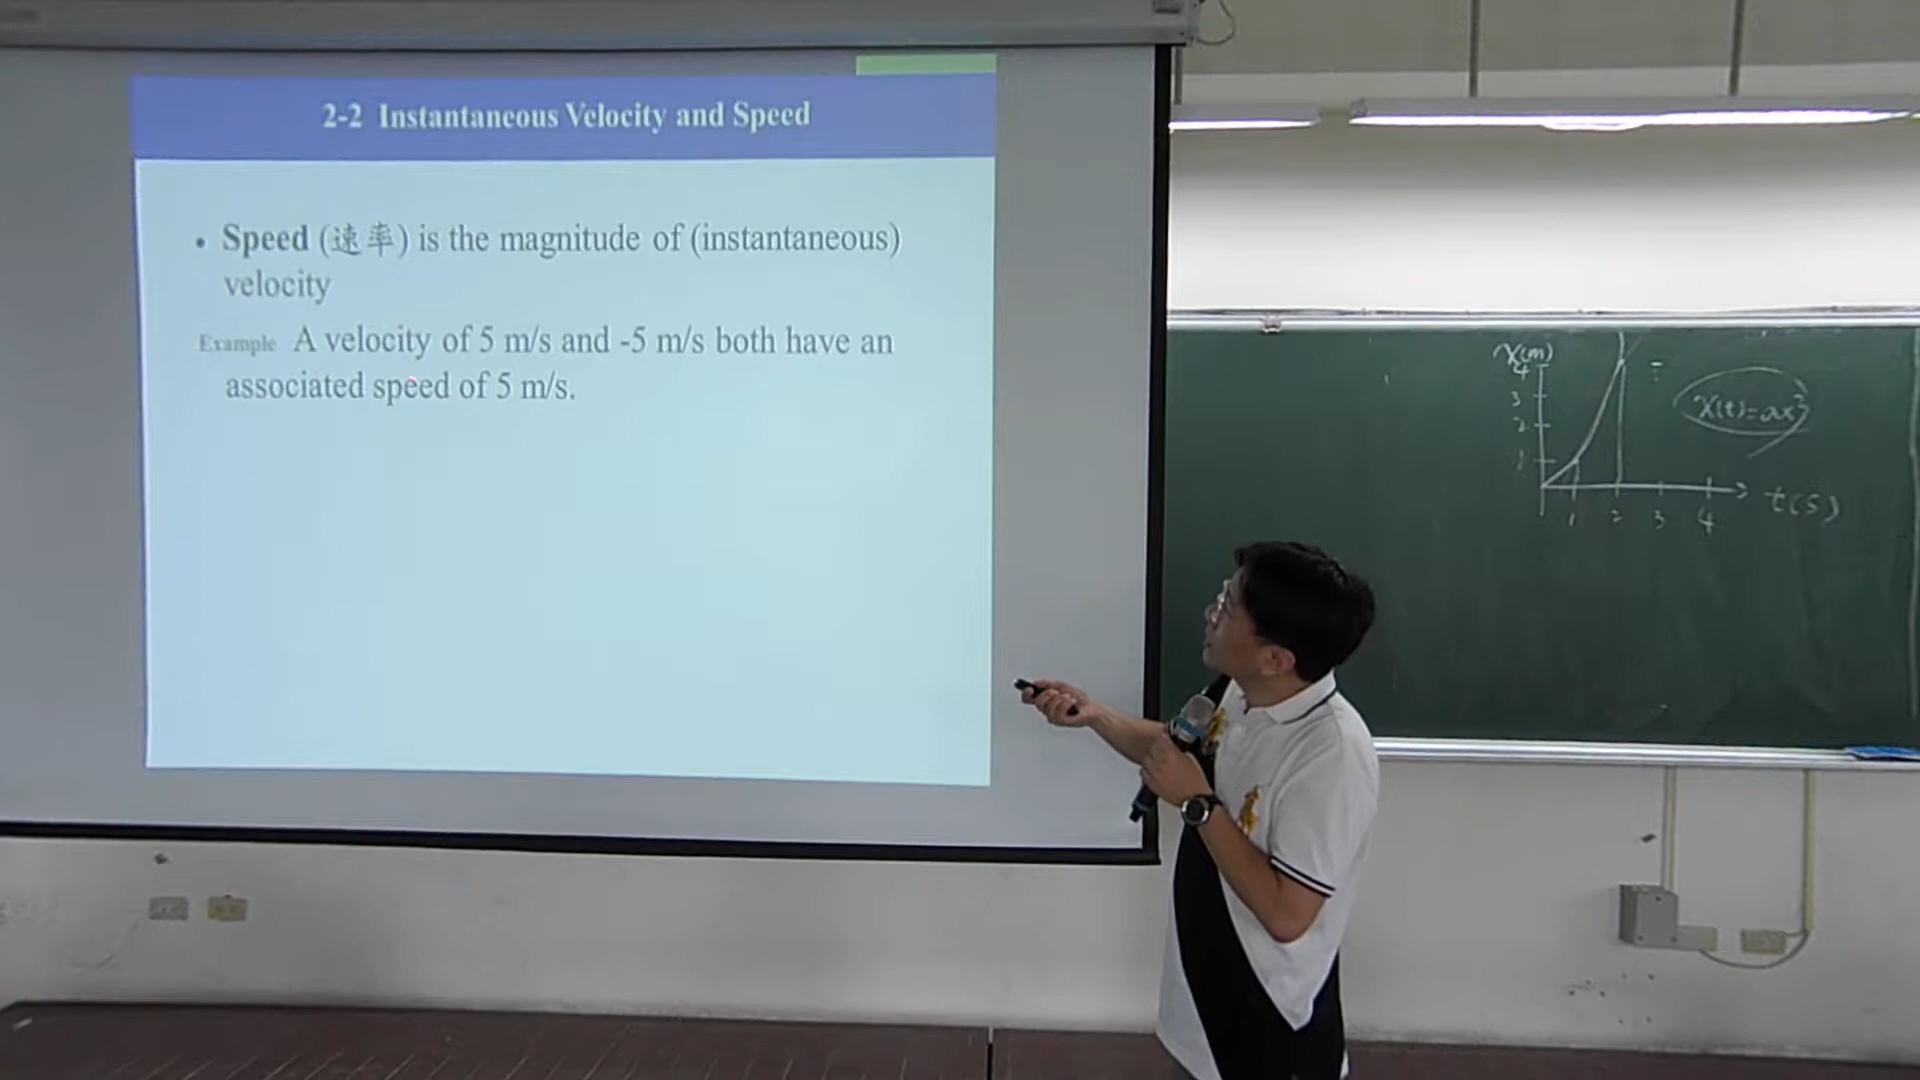 2-2 Instantaneous Velocity and Speed
• Speed (速率) is the magnitude of (instantaneous)
velocity
Example A velocity of 5 m/s and -5 m/s both have an
associated speed of 5 m/s.
x(m)
4
3
2
1
1 2 3 4
t(s)